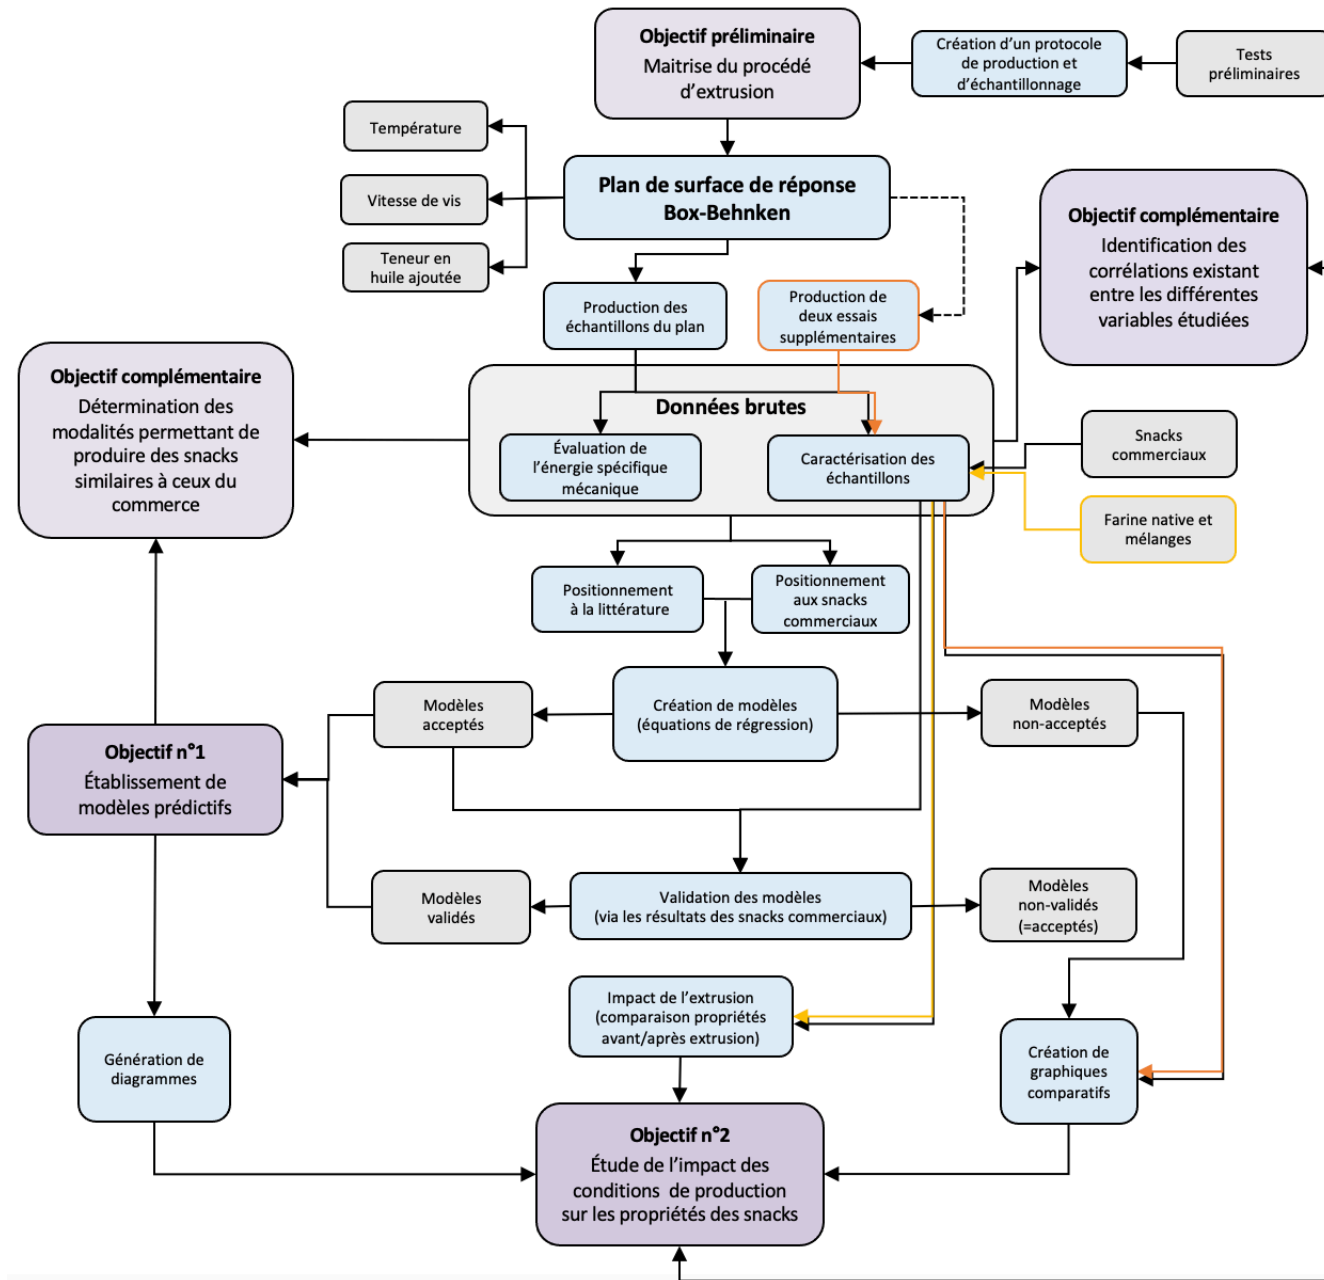 Objectif préliminaire
Maitrise du procédé
d’extrusion
Création d’un protocole
de production et
d’échantillonnage
Tests
préliminaires
Température
Vitesse de vis
Teneur en
huile ajoutée
Plan de surface de réponse
Box-Behnken
Objectif complémentaire
Identification des
corrélations existant
entre les différentes
variables étudiées
Production des
échantillons du plan
Production de
deux essais
supplémentaires
Objectif complémentaire
Détermination des
modalités permettant de
produire des snacks
similaires à ceux du
commerce
Données brutes
Évaluation de
l’énergie spécifique
mécanique
Caractérisation des
échantillons
Snacks
commerciaux
Farine native et
mélanges
Positionnement
à la littérature
Positionnement
aux snacks
commerciaux
Modèles
acceptés
Création de modèles
(équations de régression)
Modèles
non-acceptés
Objectif n°1
Établissement de
modèles prédictifs
Modèles
validés
Validation des modèles
(via les résultats des snacks commerciaux)
Modèles
non-validés
(=acceptés)
Impact de l’extrusion
(comparaison propriétés
avant/après extrusion)
Génération de
diagrammes
Création de
graphiques
comparatifs
Objectif n°2
Étude de l’impact des
conditions de production
sur les propriétés des snacks